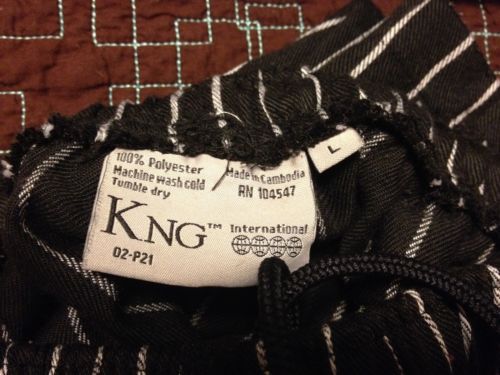 100% Polyester
Machine wash cold
Tumble dry
Made in Cambodia
RN 104547
L
KNG™ International
02-P21